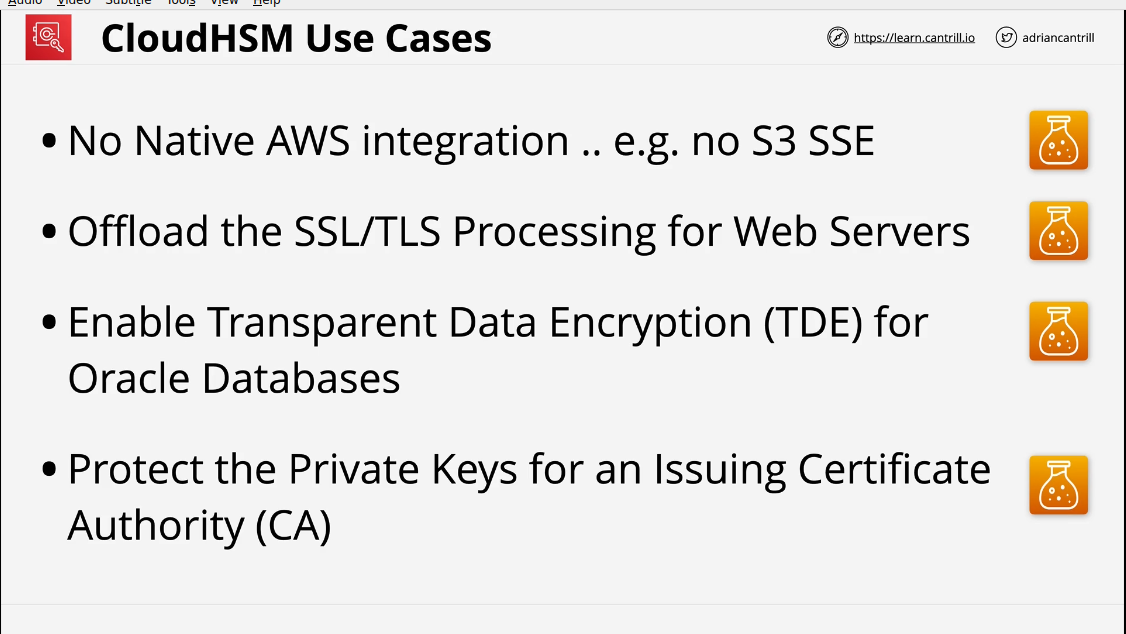 Audio Video Subtitle Tools View Help
CloudHSM Use Cases
https://learn.cantrill.io
adriancantrill
• No Native AWS integration .. e.g. no S3 SSE
• Offload the SSL/TLS Processing for Web Servers
• Enable Transparent Data Encryption (TDE) for
Oracle Databases
• Protect the Private Keys for an Issuing Certificate
Authority (CA)